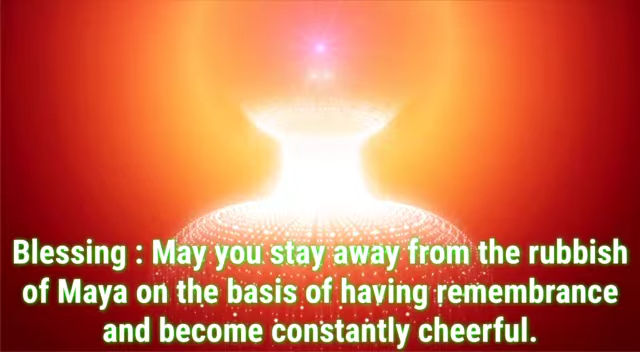 Blessing : May you stay away from the rubbish
of Maya on the basis of having remembrance
and become constantly cheerful.